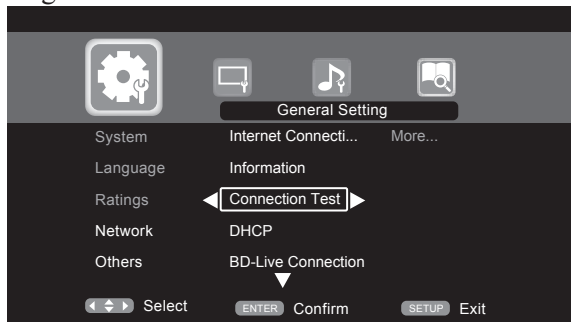 General Setting
System Internet Connecti... More...
Language Information
Ratings Connection Test
Network DHCP
Others BD-Live Connection
Select ENTER Confirm SETUP Exit